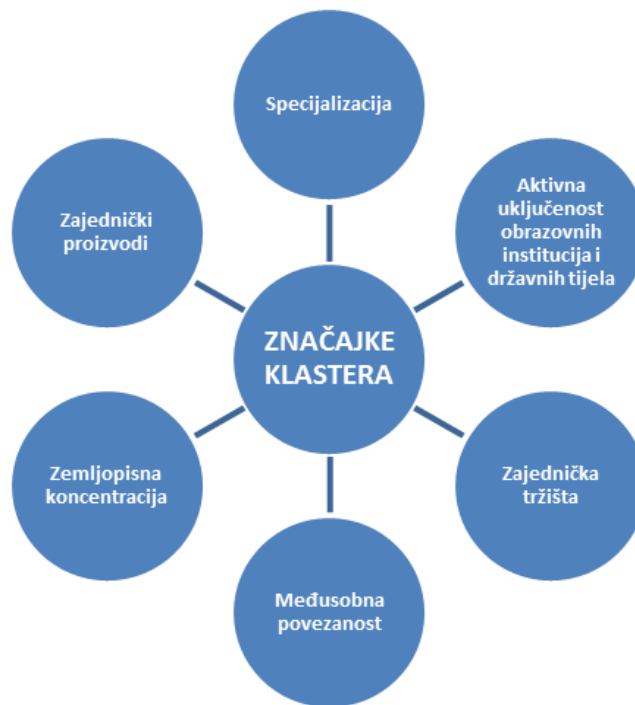 Specijalizacija
Aktivna
uključenost
obrazovnih
institucija i
državnih tijela
Zajednička
tržišta
Međusobna
povezanost
Zemljopisna
koncentracija
Zajednički
proizvodi
ZNAČAJKE
KLASTERA